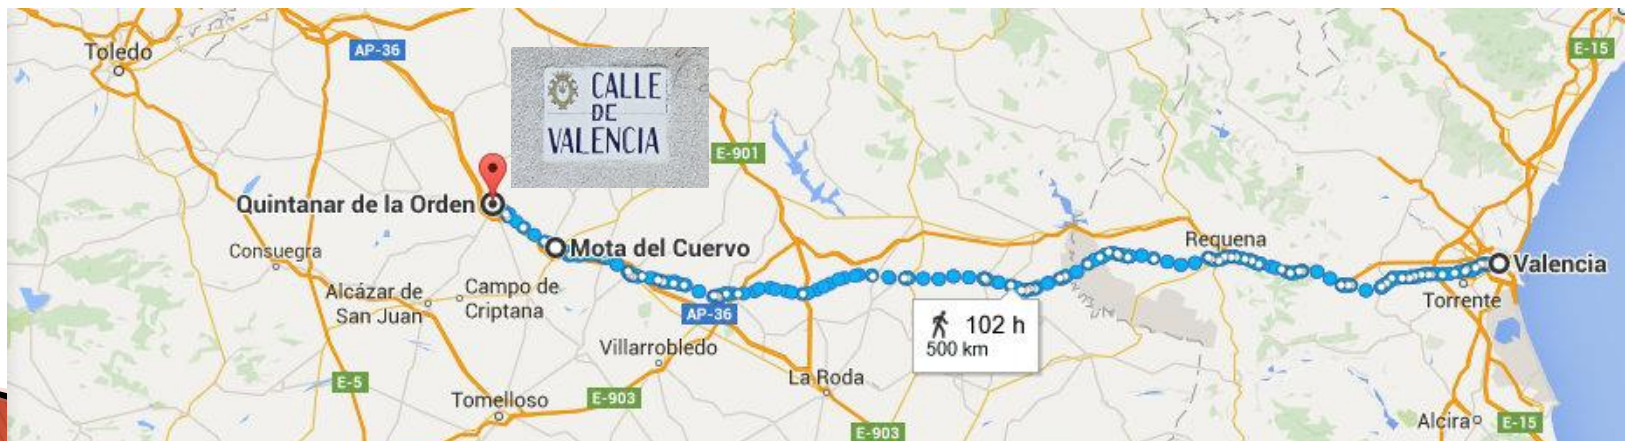 Toledo
AP-36
E-15
CALLE
DE
VALENCIA
E-901
Quintanar de la Orden
Consuegra
Mota del Cuervo
Requena
Valencia
Alcázar de
San Juan
Campo de
Criptana
AP-36
102 h
500 km
Torrente
Villarrobledo
La Roda
E-5
Tomelloso
E-903
E-903
Alcira
E-15